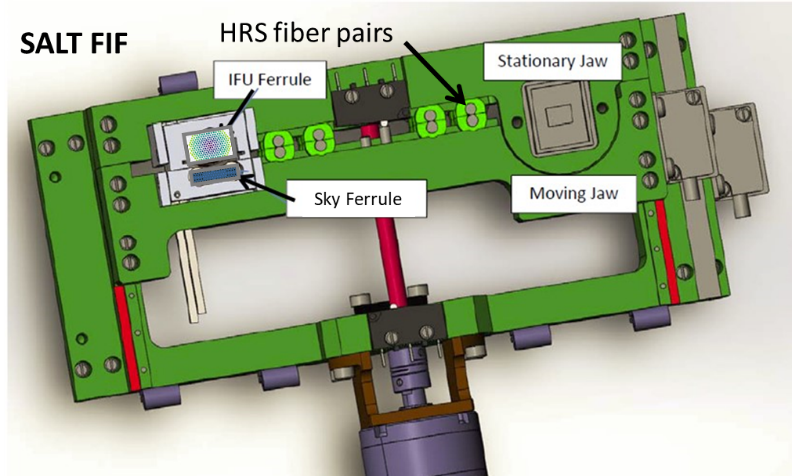 SALT FIF
HRS fiber pairs
IFU Ferrule
Stationary Jaw
Sky Ferrule
Moving Jaw